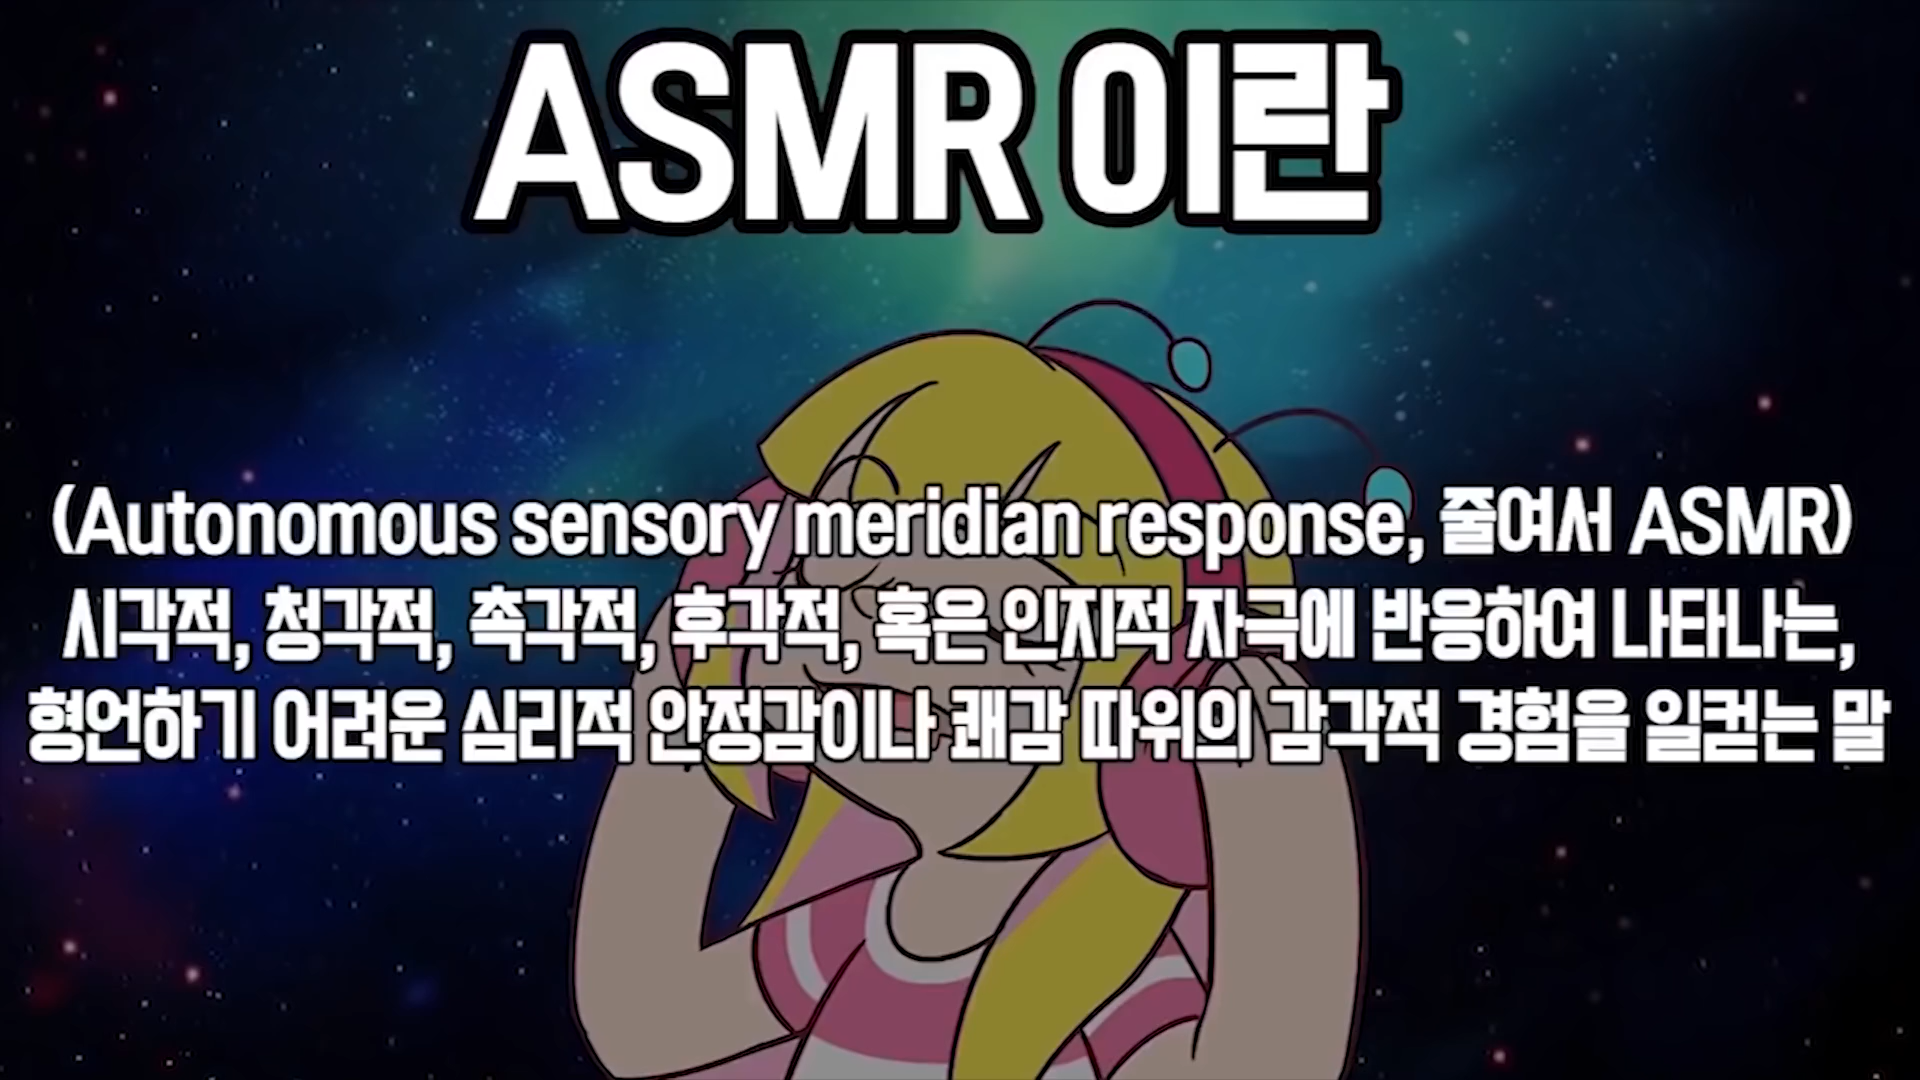 ASMR 이란
(Autonomous sensory meridian response, 줄여서 ASMR)
시각적, 청각적, 촉각적, 후각적, 혹은 인지적 자극에 반응하여 나타나는,
형언하기 어려운 심리적 안정감이나 쾌감 따위의 감각적 경험을 일컫는 말